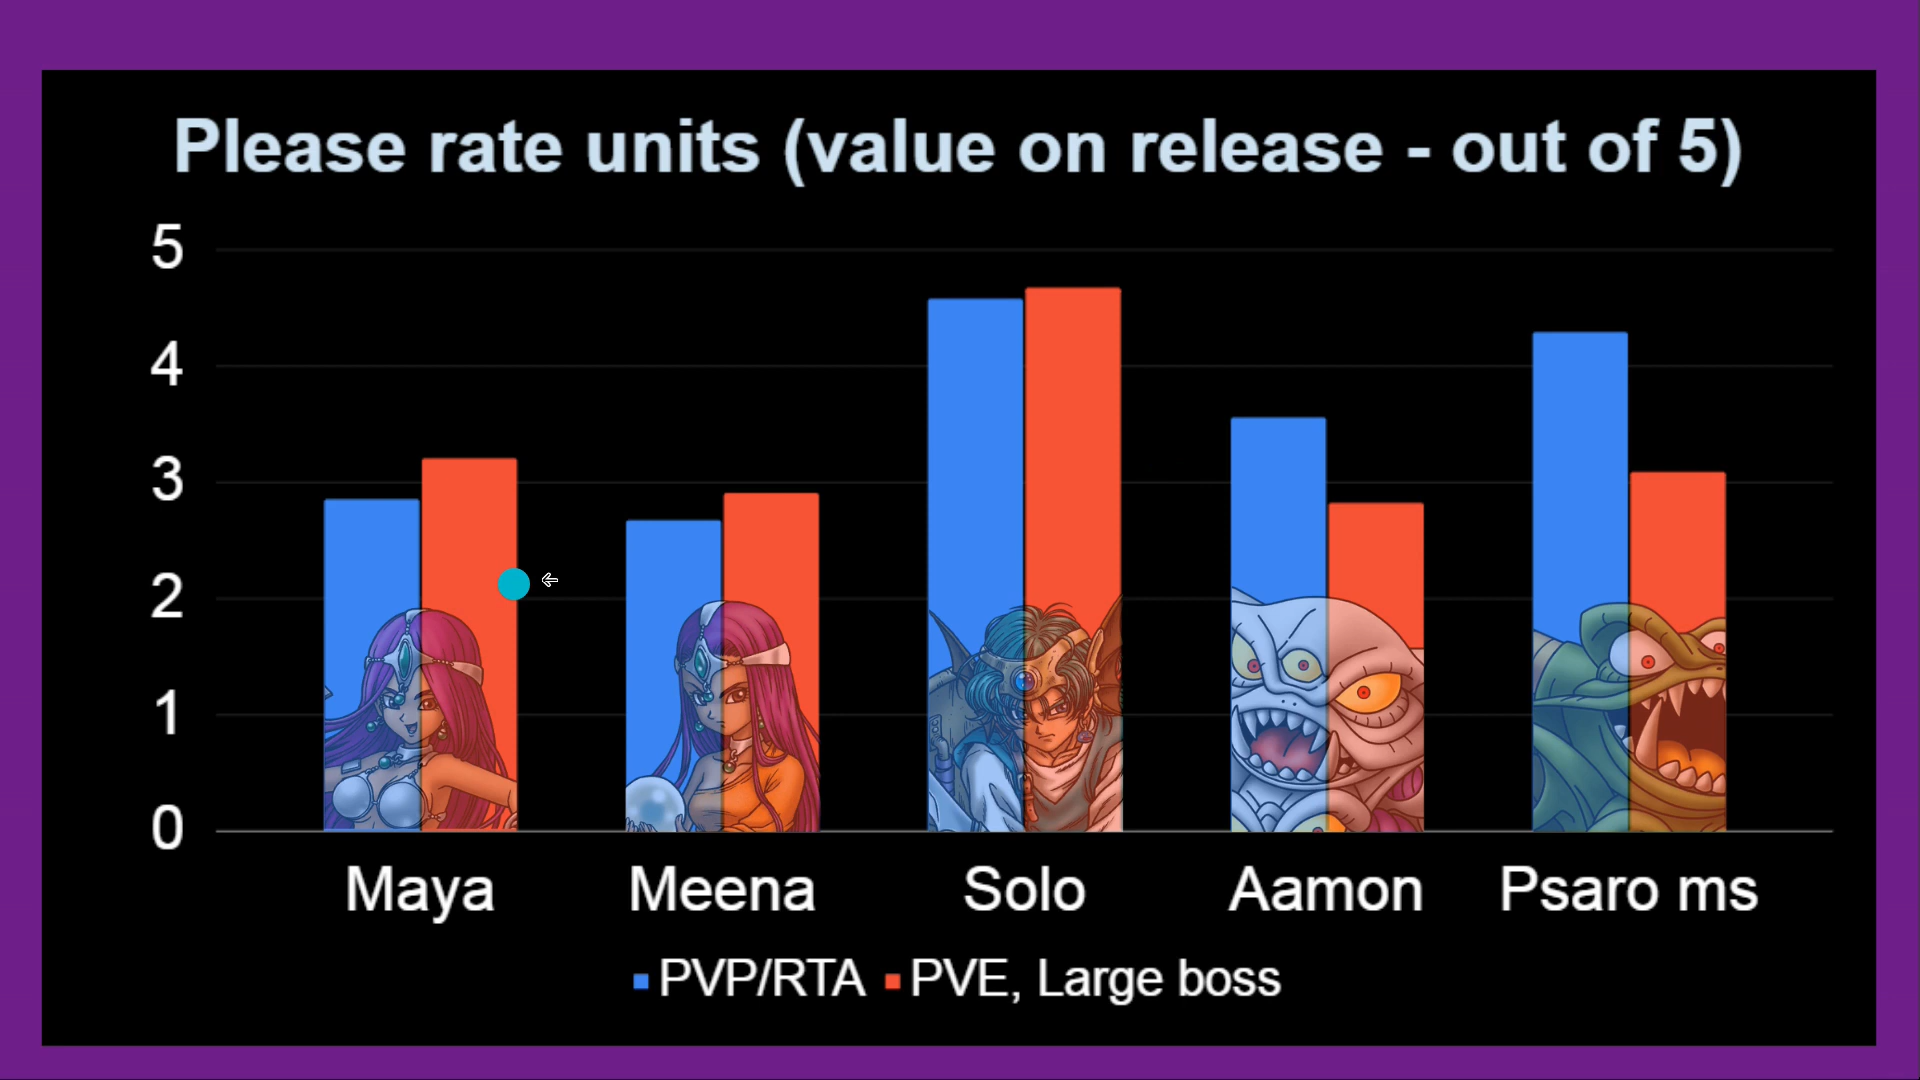 Please rate units (value on release - out of 5)
5
4
3
2
1
0
Maya Meena Solo Aamon Psaro ms
PVP/RTA PVE, Large boss